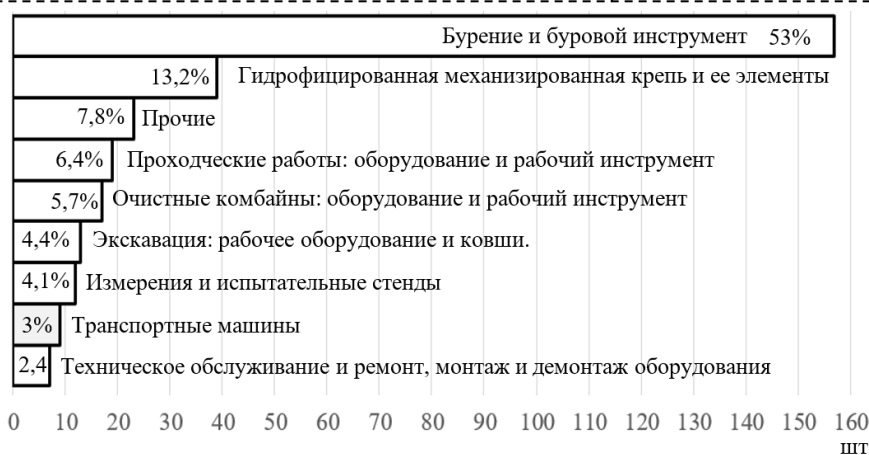 Бурение и буровой инструмент 53%
13,2% Гидрофицированная механизированная крепь и ее элементы
7,8% Прочие
6,4% Проходческие работы: оборудование и рабочий инструмент
5,7% Очистные комбайны: оборудование и рабочий инструмент
4,4% Экскавация: рабочее оборудование и ковши.
4,1% Измерения и испытательные стенды
3% Транспортные машины
2,4 Техническое обслуживание и ремонт, монтаж и демонтаж оборудования
0 10 20 30 40 50 60 70 80 90 100 110 120 130 140 150 160
шт